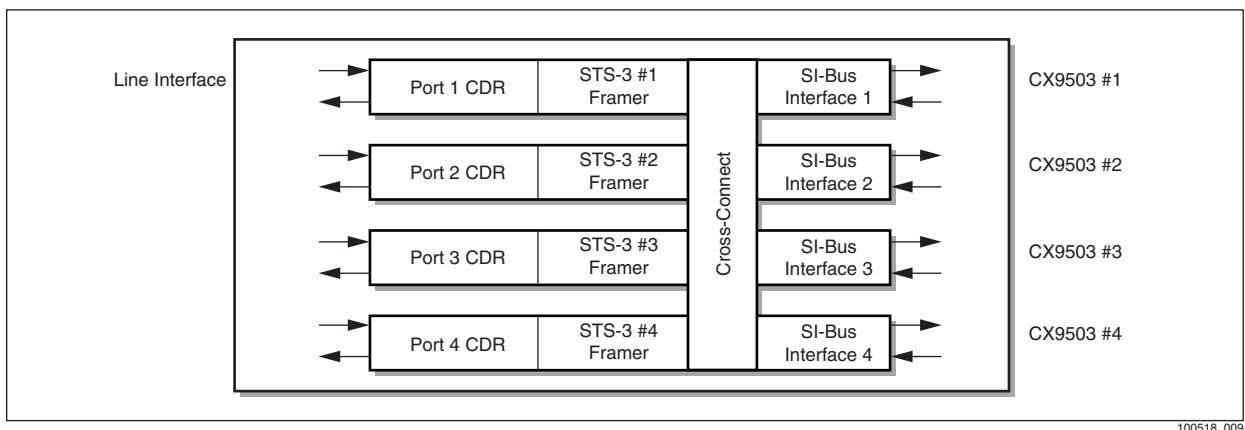 Line Interface
Port 1 CDR
STS-3 #1
Framer
SI-Bus
Interface 1
CX9503 #1
Port 2 CDR
STS-3 #2
Framer
SI-Bus
Interface 2
CX9503 #2
Cross-Connect
Port 3 CDR
STS-3 #3
Framer
SI-Bus
Interface 3
CX9503 #3
Port 4 CDR
STS-3 #4
Framer
SI-Bus
Interface 4
CX9503 #4
100518_009